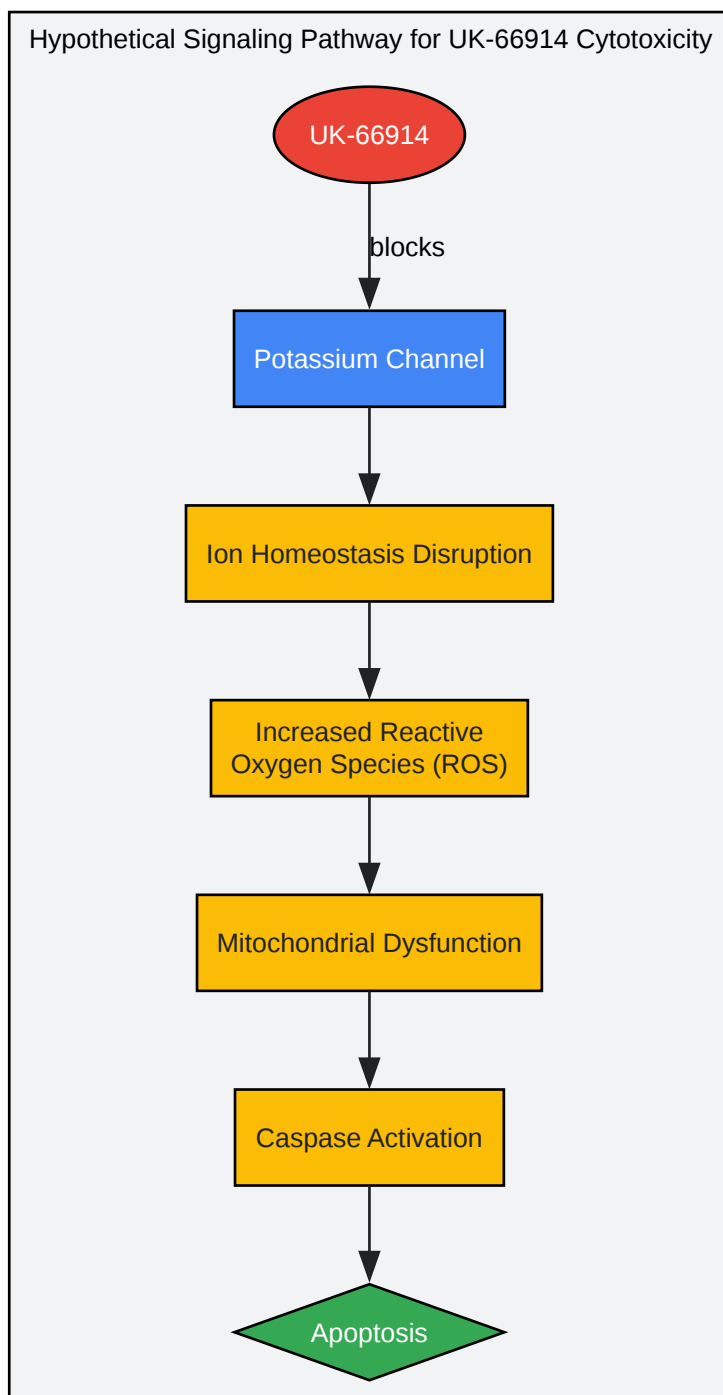 Hypothetical Signaling Pathway for UK-66914 Cytotoxicity
UK-66914
blocks
Potassium Channel
Ion Homeostasis Disruption
Increased Reactive
Oxygen Species (ROS)
Mitochondrial Dysfunction
Caspase Activation
Apoptosis